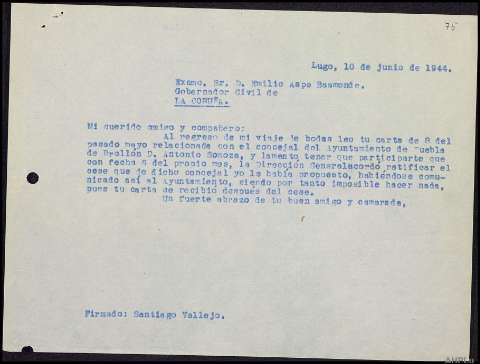 75
Lugo, 10 de junio de 1944.
Excmo. Sr. D. Emilio Aspe Baamonde.
Gobernador Civil de
LA CORUÑA.
Mi querido amigo y compañero:
Al regreso de mi viaje de bodas leo tu carta de 8 del
pasado mayo relacionada con el concejal del Ayuntamiento de Puebla
de Brollón D. Antonio Somoza, y lamento tener que participarte que
con fecha 5 del propio mes, la Dirección Generalacordó ratificar el
cese que de dicho concejal yo le había propuesto, habiéndose comu-
nicado así al Ayuntamiento, siendo por tanto imposible hacer nada,
pues tu carta se recibió después del cese.
Un fuerte abrazo de tu buen amigo y camarada,
Firmado: Santiago Vallejo.